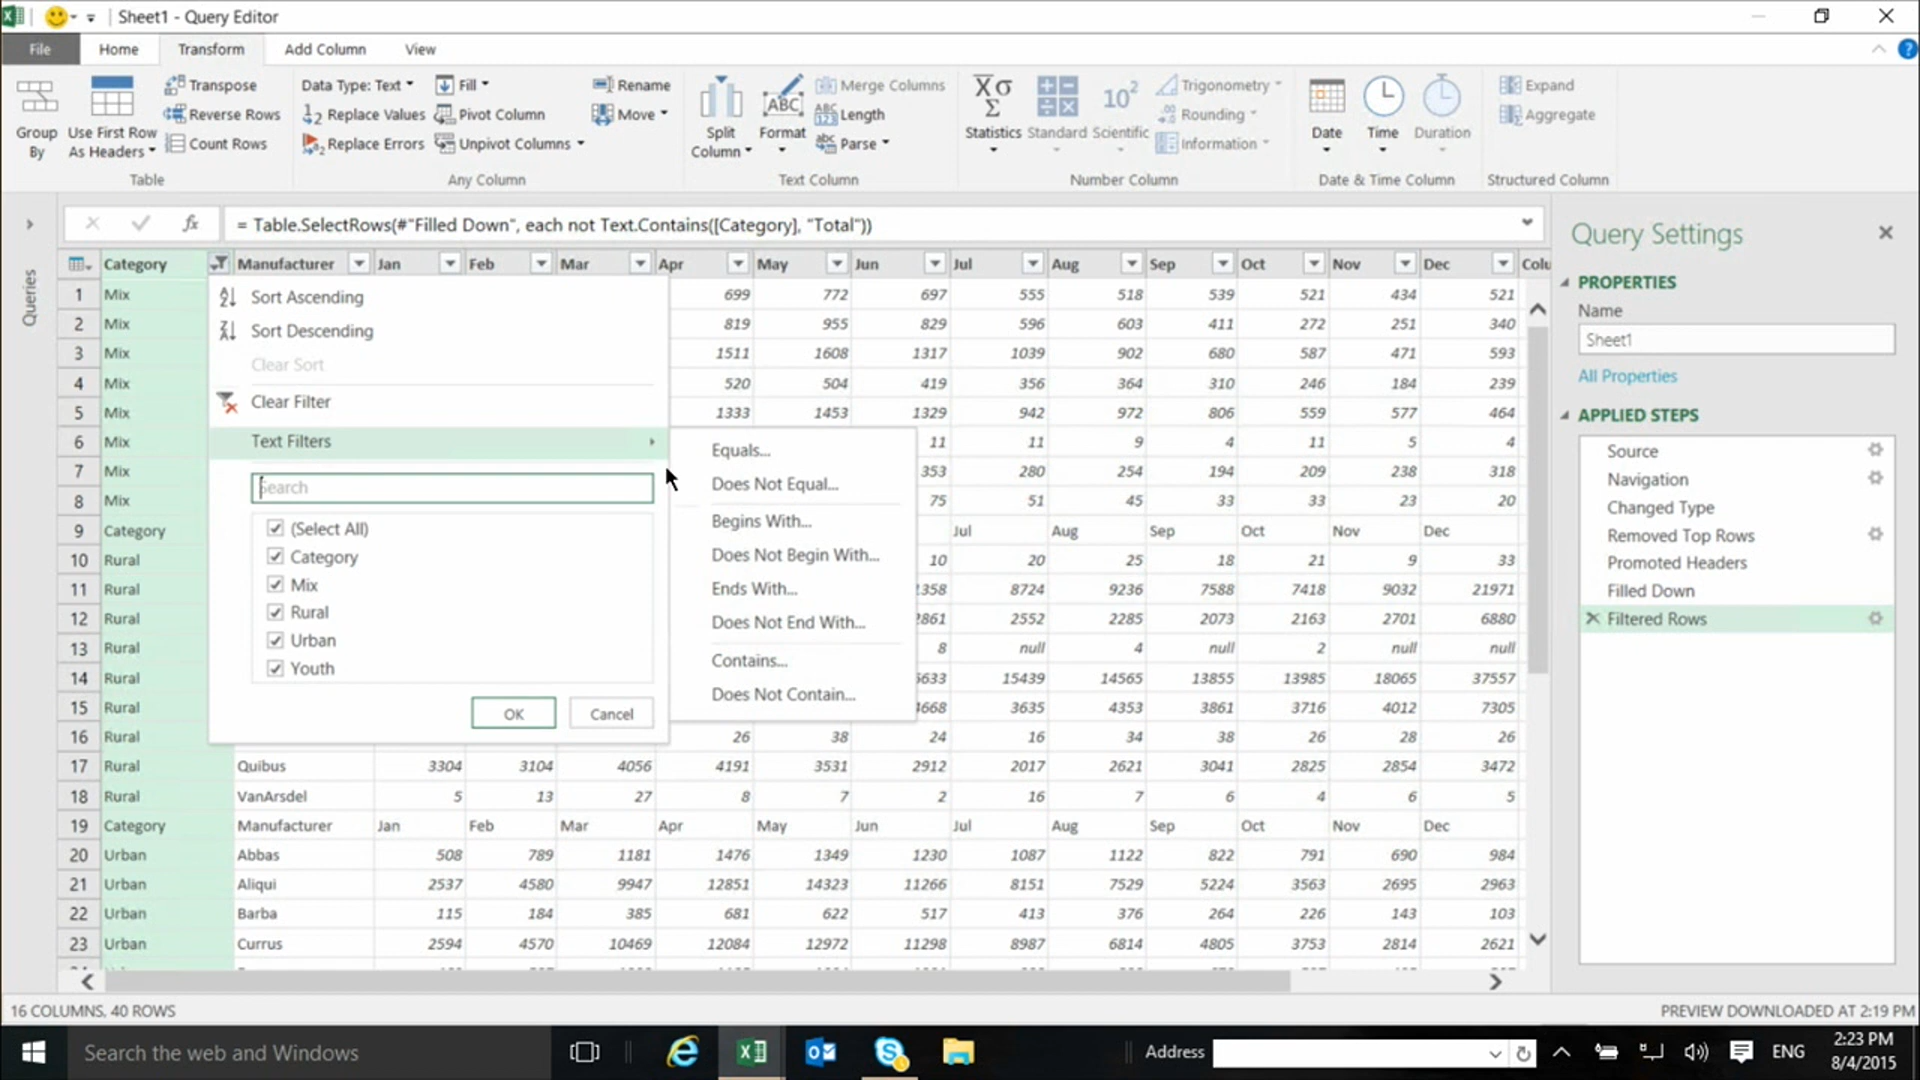 Sheet1 - Query Editor
File Home Transform Add Column View
Group By
Use First Row As Headers
Transpose
Reverse Rows
Count Rows
Table
Data Type: Text
Replace Values
Replace Errors
Fill
Pivot Column
Unpivot Columns
Rename
Move
Any Column
Split Column
Format
Merge Columns
Length
Parse
Text Column
Statistics
Standard
Scientific
Trigonometry
Rounding
Information
Number Column
Date
Time
Duration
Date & Time Column
Expand
Aggregate
Structured Column
= Table.SelectRows(#"Filled Down", each not Text.Contains([Category], "Total"))
Queries
Category Manufacturer Jan Feb Mar Apr May Jun Jul Aug Sep Oct Nov Dec Colu
1 Mix 699 772 697 555 518 539 521 434 521
2 Mix 819 955 829 596 603 411 272 251 340
3 Mix 1511 1608 1317 1039 902 680 587 471 593
4 Mix 520 504 419 356 364 310 246 184 239
5 Mix 1333 1453 1329 942 972 806 559 577 464
6 Mix 11 11 9 4 11 5 4
7 Mix 353 280 254 194 209 238 318
8 Mix 75 51 45 33 33 23 20
9 Category Jul Aug Sep Oct Nov Dec
10 Rural 10 20 25 18 21 9 33
11 Rural 358 8724 9236 7588 7418 9032 21971
12 Rural 861 2552 2285 2073 2163 2701 6880
13 Rural 8 null 4 null 2 null null
14 Rural 633 15439 14565 13855 13985 18065 37557
15 Rural 668 3635 4353 3861 3716 4012 7305
16 Rural 26 38 24 16 34 38 26 28 26
17 Rural Quibus 3304 3104 4056 4191 3531 2912 2017 2621 3041 2825 2854 3472
18 Rural VanArsdel 5 13 27 8 7 2 16 7 6 4 6 5
19 Category Manufacturer Jan Feb Mar Apr May Jun Jul Aug Sep Oct Nov Dec
20 Urban Abbas 508 789 1181 1476 1349 1230 1087 1122 822 791 690 984
21 Urban Aliqui 2537 4580 9947 12851 14323 11266 8151 7529 5224 3563 2695 2963
22 Urban Barba 115 184 385 681 622 517 413 376 264 226 143 103
23 Urban Currus 2594 4570 10469 12084 12972 11298 8987 6814 4805 3753 2814 2621
Sort Ascending
Sort Descending
Clear Sort
Clear Filter
Text Filters
Search
(Select All)
Category
Mix
Rural
Urban
Youth
OK Cancel
Equals...
Does Not Equal...
Begins With...
Does Not Begin With...
Ends With...
Does Not End With...
Contains...
Does Not Contain...
Query Settings
PROPERTIES
Name
Sheet1
All Properties
APPLIED STEPS
Source
Navigation
Changed Type
Removed Top Rows
Promoted Headers
Filled Down
Filtered Rows
16 COLUMNS, 40 ROWS
PREVIEW DOWNLOADED AT 2:19 PM
Search the web and Windows
Address
ENG
2:23 PM
8/4/2015